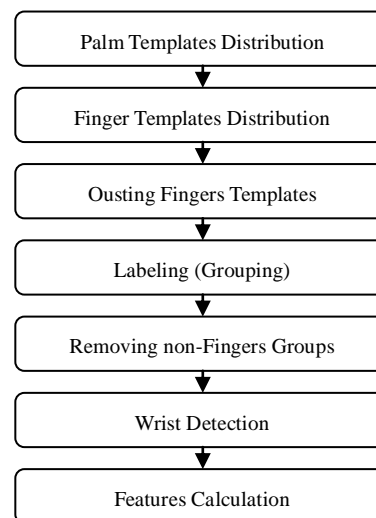 Palm Templates Distribution
Finger Templates Distribution
Ousting Fingers Templates
Labeling (Grouping)
Removing non-Fingers Groups
Wrist Detection
Features Calculation